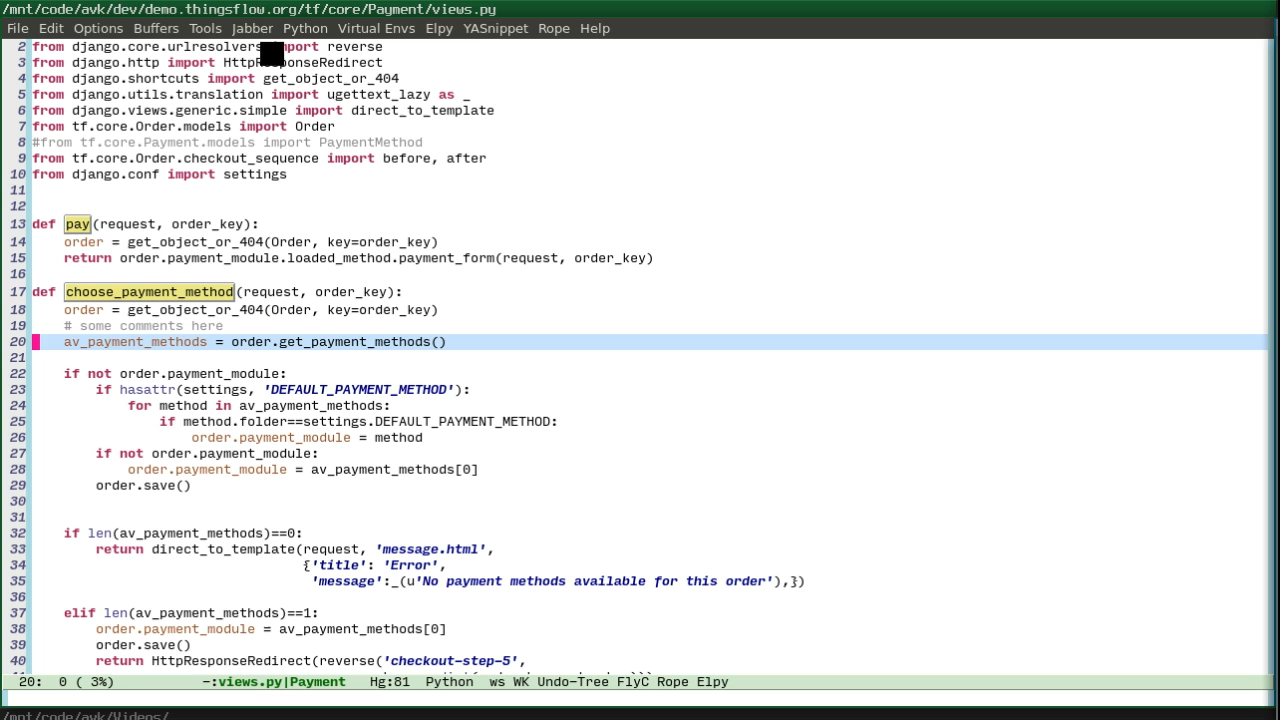 /mnt/code/avk/dev/demo.thingsflow.org/tf/core/Payment/views.py
File Edit Options Buffers Tools Jabber Python Virtual Envs Elpy YASnippet Rope Help
2 from django.core.urlresolvers import reverse
3 from django.http import HttpResponseRedirect
4 from django.shortcuts import get_object_or_404
5 from django.utils.translation import ugettext_lazy as _
6 from django.views.generic.simple import direct_to_template
7 from tf.core.Order.models import Order
8 #from tf.core.Payment.models import PaymentMethod
9 from tf.core.Order.checkout_sequence import before, after
10 from django.conf import settings
11
12
13 def pay(request, order_key):
14     order = get_object_or_404(Order, key=order_key)
15     return order.payment_module.loaded_method.payment_form(request, order_key)
16
17 def choose_payment_method(request, order_key):
18     order = get_object_or_404(Order, key=order_key)
19     # some comments here
20     av_payment_methods = order.get_payment_methods()
21
22     if not order.payment_module:
23         if hasattr(settings, 'DEFAULT_PAYMENT_METHOD'):
24             for method in av_payment_methods:
25                 if method.folder==settings.DEFAULT_PAYMENT_METHOD:
26                     order.payment_module = method
27         if not order.payment_module:
28             order.payment_module = av_payment_methods[0]
29         order.save()
30
31
32     if len(av_payment_methods)==0:
33         return direct_to_template(request, 'message.html',
34                                   {'title': 'Error',
35                                    'message':_(u'No payment methods available for this order'),})
36
37     elif len(av_payment_methods)==1:
38         order.payment_module = av_payment_methods[0]
39         order.save()
40         return HttpResponseRedirect(reverse('checkout-step-5',
20: 0 ( 3%) -:views.py|Payment Hg:81 Python ws WK Undo-Tree FlyC Rope Elpy
/mnt/code/avk/Videos/